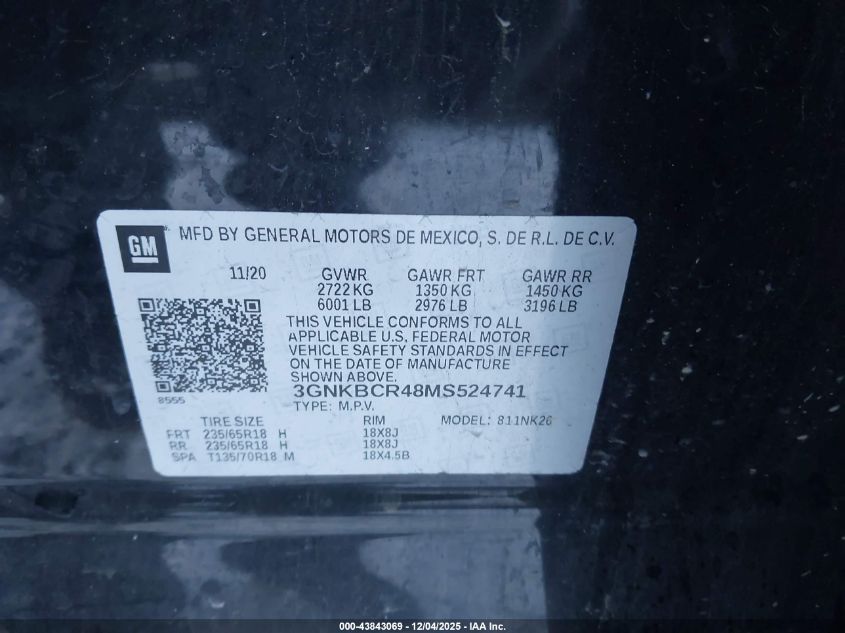 GM
MFD BY GENERAL MOTORS DE MEXICO, S. DE R.L. DE C.V.
11/20 GVWR GAWR FRT GAWR RR
2722 KG 1350 KG 1450 KG
6001 LB 2976 LB 3196 LB
THIS VEHICLE CONFORMS TO ALL
APPLICABLE U.S. FEDERAL MOTOR
VEHICLE SAFETY STANDARDS IN EFFECT
ON THE DATE OF MANUFACTURE
SHOWN ABOVE.
3GNKBCR48MS524741
8555
TYPE: M.P.V.
TIRE SIZE RIM MODEL: 811NK26
FRT 235/65R18 H 18X8J
RR 235/65R18 H 18X8J
SPA T135/70R18 M 18X4.5B
000-43843069 - 12/04/2025 - IAA Inc.